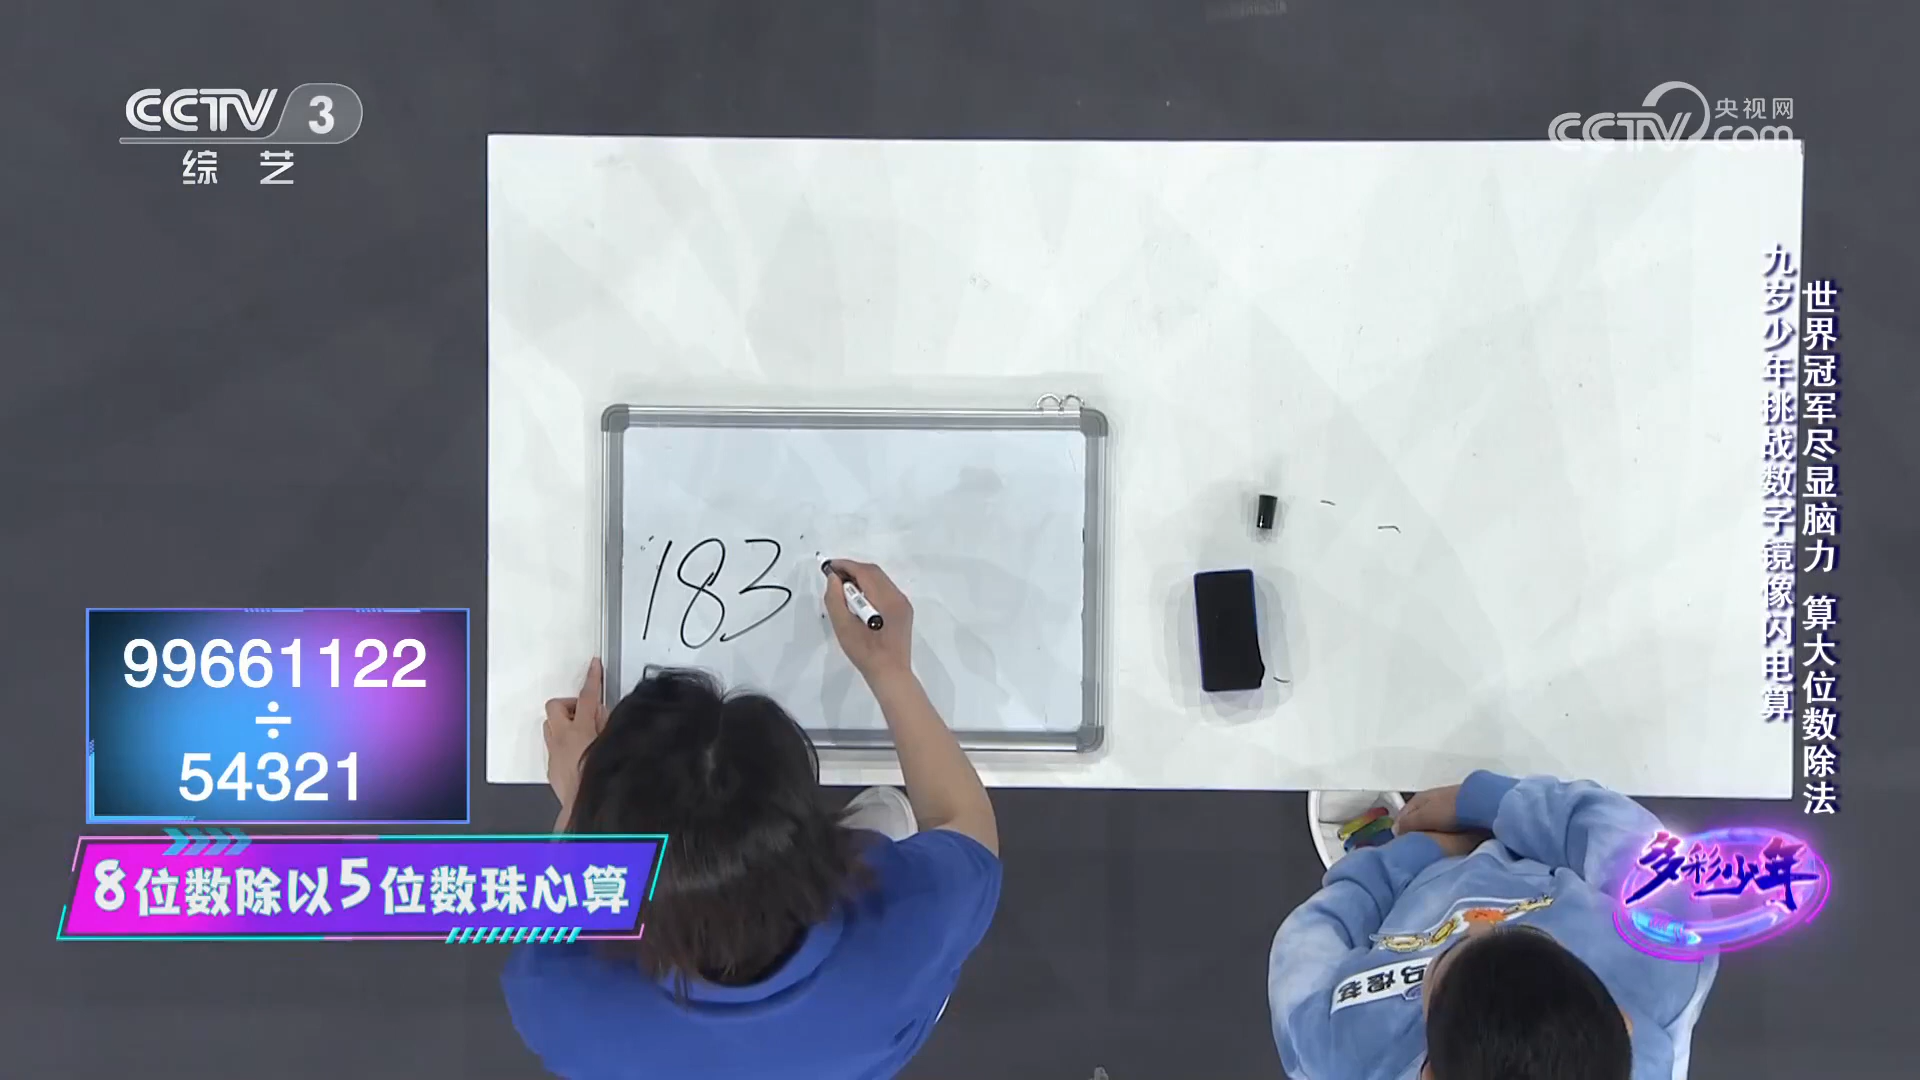 CCTV 3
综 艺
央视网
CCTV.com
世界冠军尽显脑力 算大位数除法
九岁少年挑战数字镜像闪电算
183
99661122
÷
54321
8位数除以5位数珠心算
多彩少年